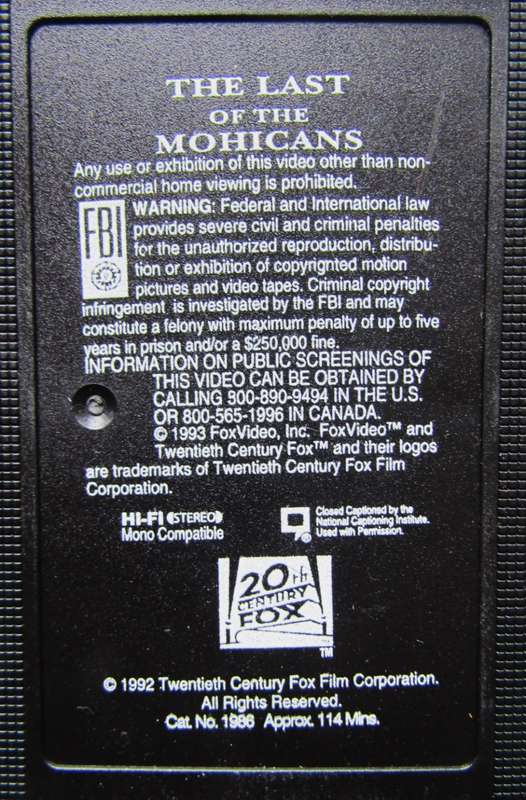 THE LAST
OF THE
MOHICANS
Any use or exhibition of this video other than non-
commercial home viewing is prohibited.
FBI
WARNING: Federal and International law
provides severe civil and criminal penalties
for the unauthorized reproduction, distribu-
tion or exhibition of copyrignted motion
pictures and video tapes. Criminal copyright
infringement is investigated by the FBI and may
constitute a felony with maximum penalty of up to five
years in prison and/or a $250,000 fine.
INFORMATION ON PUBLIC SCREENINGS OF
THIS VIDEO CAN BE OBTAINED BY
CALLING 800-890-9494 IN THE U.S.
OR 800-565-1996 IN CANADA.
© 1993 FoxVideo, Inc. FoxVideo™ and
Twentieth Century Fox™ and their logos
are trademarks of Twentieth Century Fox Film
Corporation.
HI-FI STEREO
Mono Compatible
Closed Captioned by the
National Captioning Institute.
Used with Permission.
®
20th
CENTURY
FOX
TM
© 1992 Twentieth Century Fox Film Corporation.
All Rights Reserved.
Cat. No. 1986 Approx. 114 Mins.